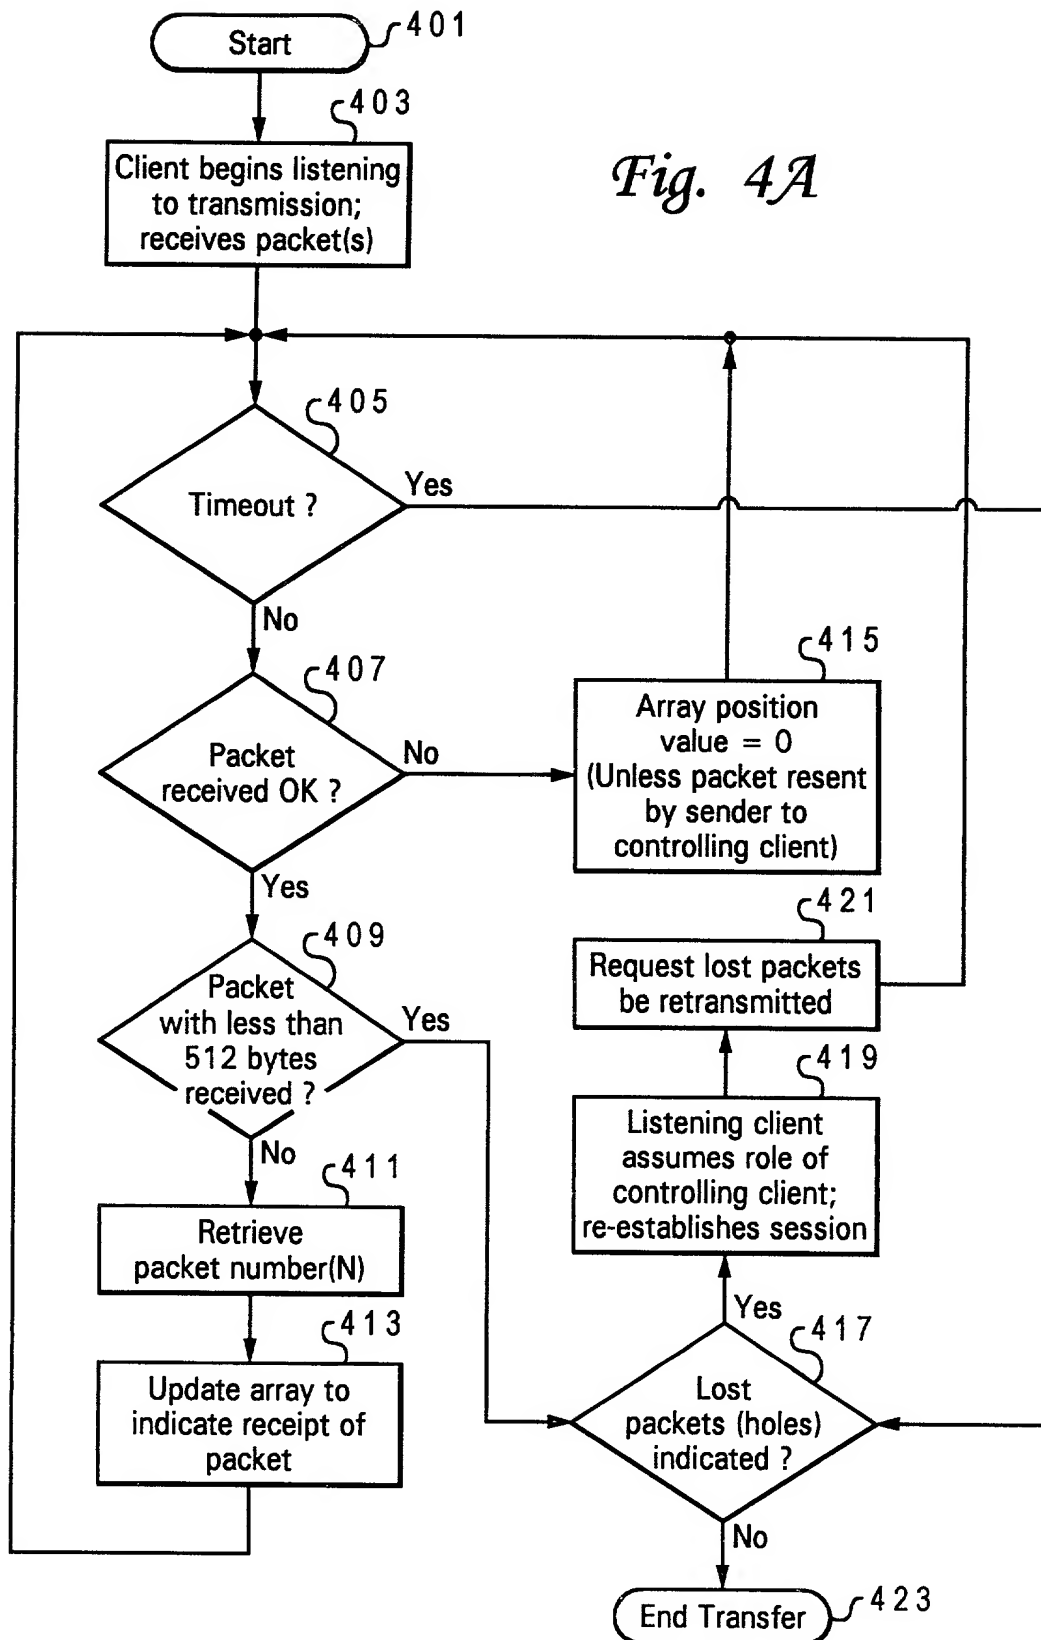 Start
401
403
Client begins listening
to transmission;
receives packet(s)
Fig. 4A
405
Timeout ?
Yes
No
407
Packet
received OK ?
No
Yes
415
Array position
value = 0
(Unless packet resent
by sender to
controlling client)
409
Packet
with less than
512 bytes
received ?
Yes
No
421
Request lost packets
be retransmitted
419
Listening client
assumes role of
controlling client;
re-establishes session
411
Retrieve
packet number(N)
413
Update array to
indicate receipt of
packet
Yes
417
Lost
packets (holes)
indicated ?
No
End Transfer
423